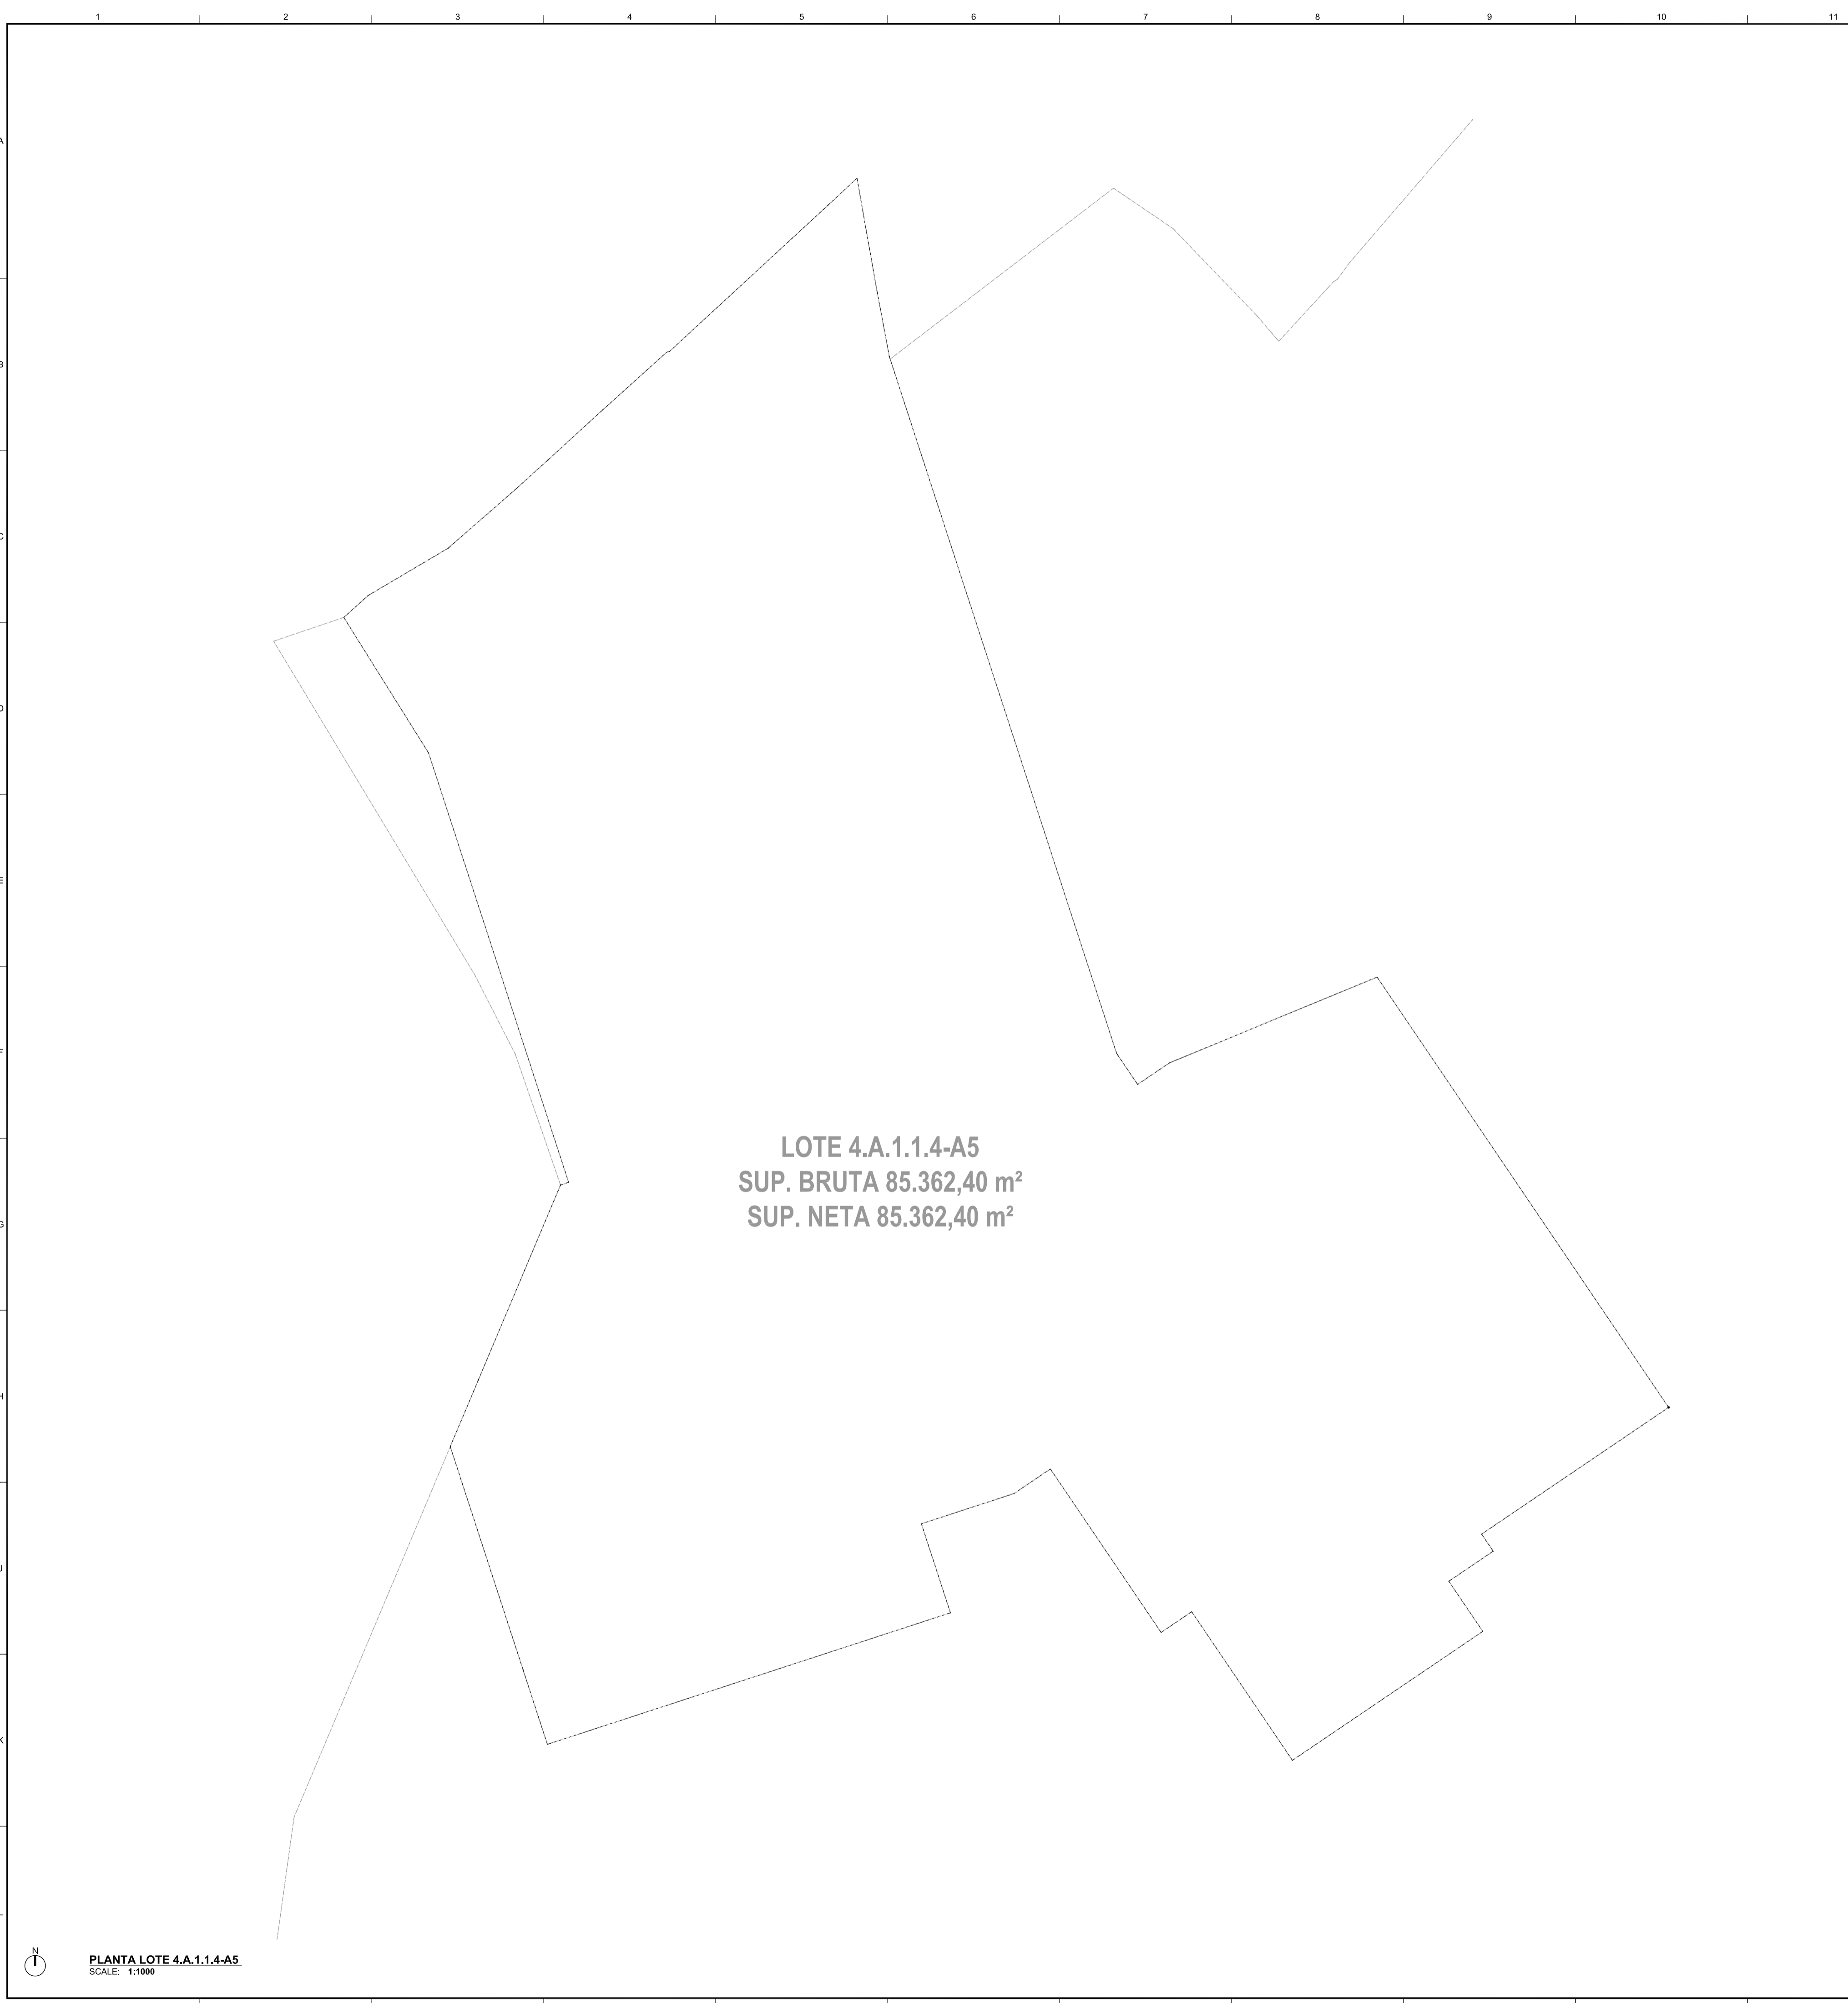 1 2 3 4 5 6 7 8 9 10 11
A
B
C
D
E
F
LOTE 4.A.1.1.4-A5
SUP. BRUTA 85.362,40 m²
SUP. NETA 85.362,40 m²
G
H
J
K
N
PLANTA LOTE 4.A.1.1.4-A5
SCALE: 1:1000